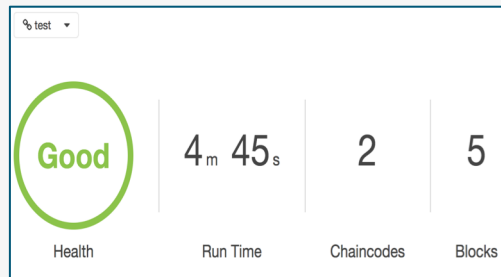 test
Good
4m 45s
2
5
Health
Run Time
Chaincodes
Blocks